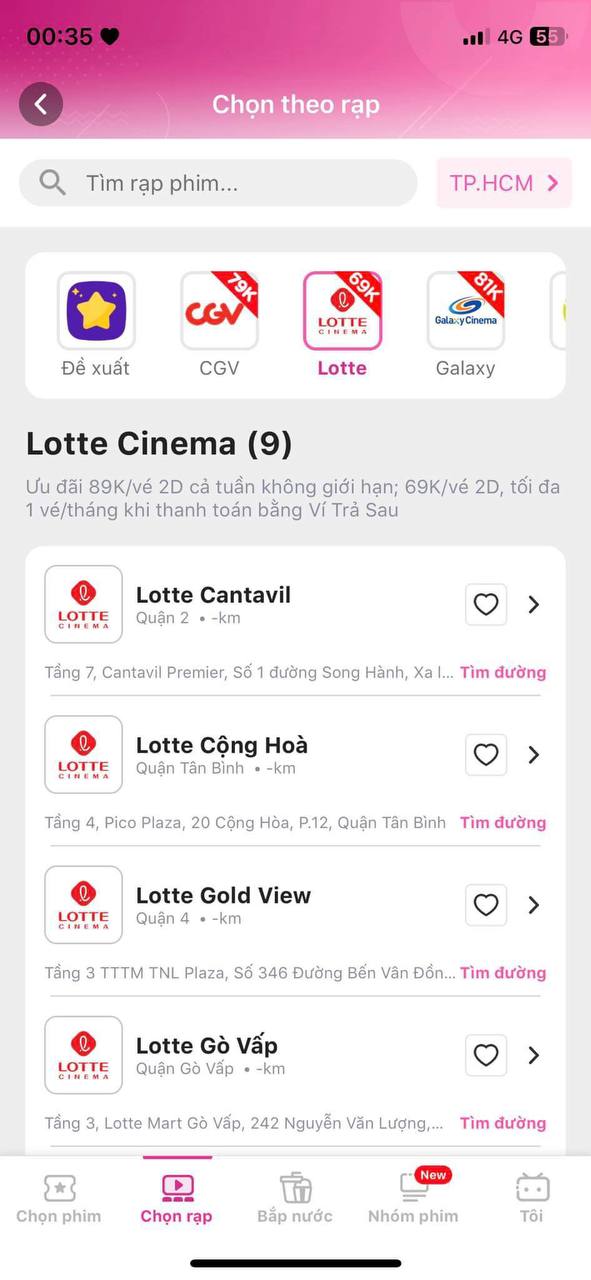 00:35
4G 55
Chọn theo rạp
Tìm rạp phim...
TP.HCM
79K
69K
81K
CGV
LOTTE
CINEMA
Galaxy Cinema
Đề xuất
CGV
Lotte
Galaxy
Lotte Cinema (9)
Ưu đãi 89K/vé 2D cả tuần không giới hạn; 69K/vé 2D, tối đa
1 vé/tháng khi thanh toán bằng Ví Trả Sau
LOTTE
CINEMA
Lotte Cantavil
Quận 2 • -km
Tầng 7, Cantavil Premier, Số 1 đường Song Hành, Xa l... Tìm đường
LOTTE
CINEMA
Lotte Cộng Hoà
Quận Tân Bình • -km
Tầng 4, Pico Plaza, 20 Cộng Hòa, P.12, Quận Tân Bình Tìm đường
LOTTE
CINEMA
Lotte Gold View
Quận 4 • -km
Tầng 3 TTTM TNL Plaza, Số 346 Đường Bến Vân Đồn... Tìm đường
LOTTE
CINEMA
Lotte Gò Vấp
Quận Gò Vấp • -km
Tầng 3, Lotte Mart Gò Vấp, 242 Nguyễn Văn Lượng,... Tìm đường
New
Chọn phim
Chọn rạp
Bắp nước
Nhóm phim
Tôi